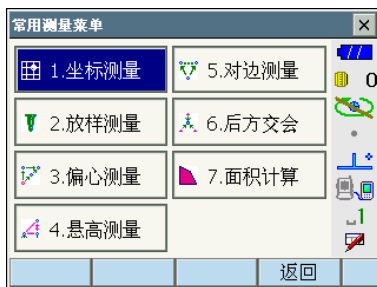 常用测量菜单
1.坐标测量
5.对边测量
0
2.放样测量
6.后方交会
3.偏心测量
7.面积计算
4.悬高测量
1
返回